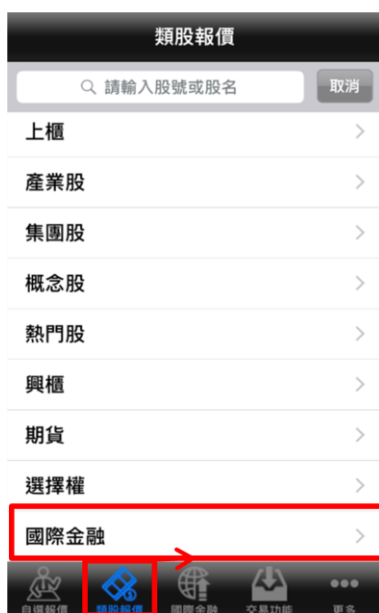 類股報價
請輸入股號或股名
取消
上櫃
產業股
集團股
概念股
熱門股
興櫃
期貨
選擇權
國際金融
自選報價 類股報價 國際金融 交易功能 更多